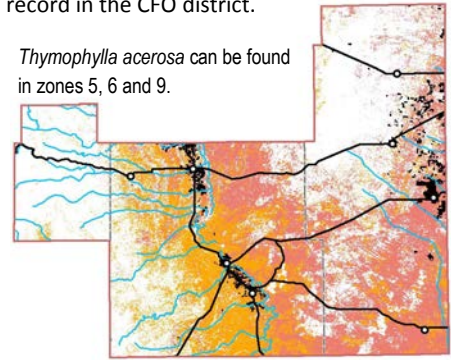 record in the CFO district.
Thymophylla acerosa can be found
in zones 5, 6 and 9.